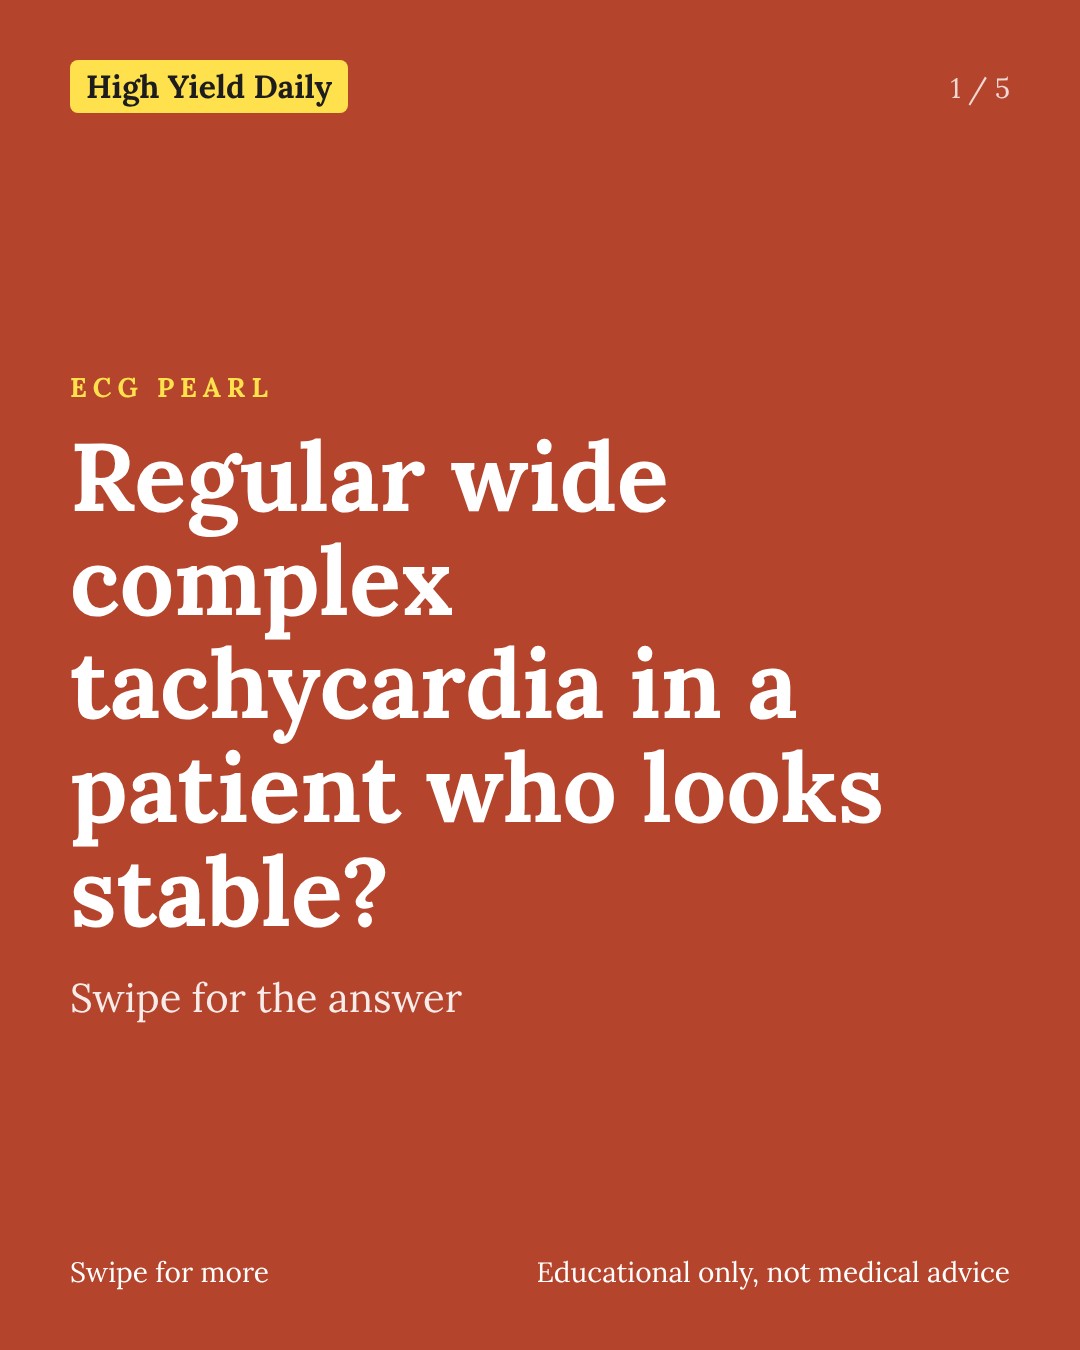 High Yield Daily
1 / 5
ECG PEARL
Regular wide
complex
tachycardia in a
patient who looks
stable?
Swipe for the answer
Swipe for more
Educational only, not medical advice